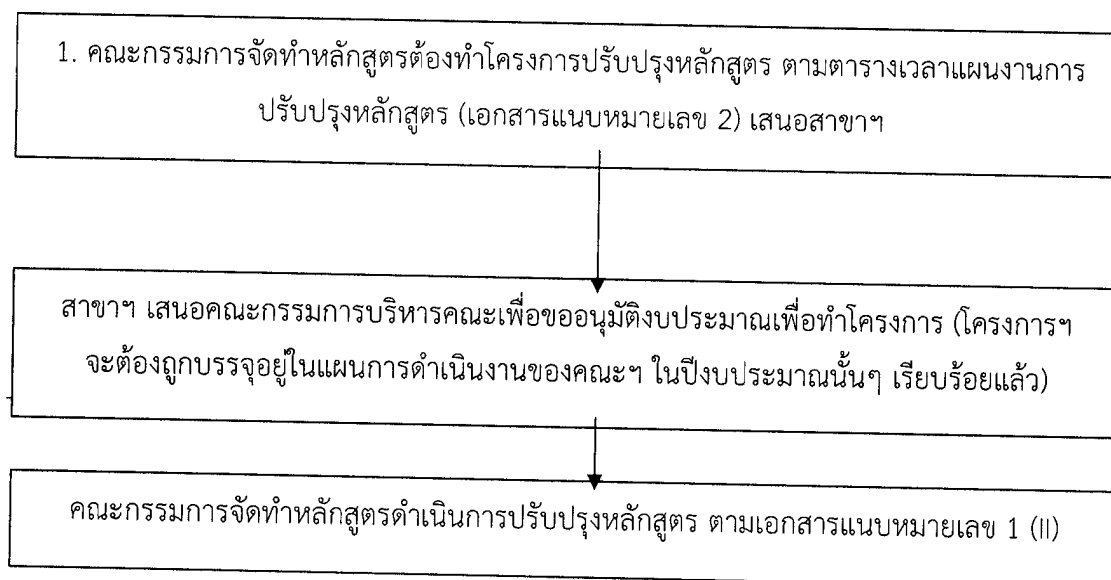 1. คณะกรรมการจัดทำหลักสูตรต้องทำโครงการปรับปรุงหลักสูตร ตามตารางเวลาแผนงานการ
ปรับปรุงหลักสูตร (เอกสารแนบหมายเลข 2) เสนอสาขาฯ
สาขาฯ เสนอคณะกรรมการบริหารคณะเพื่อขออนุมัติงบประมาณเพื่อทำโครงการ (โครงการฯ
จะต้องถูกบรรจุอยู่ในแผนการดำเนินงานของคณะฯ ในปีงบประมาณนั้นๆ เรียบร้อยแล้ว)
คณะกรรมการจัดทำหลักสูตรดำเนินการปรับปรุงหลักสูตร ตามเอกสารแนบหมายเลข 1 (II)